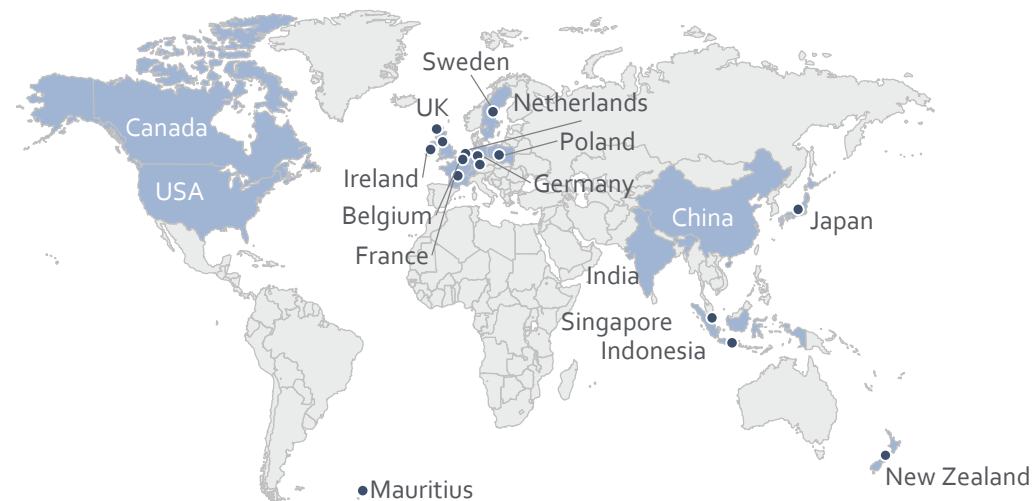 Sweden
Netherlands
UK
Canada
Poland
Ireland
USA
Germany
Belgium
China
Japan
France
India
Singapore
Indonesia
New Zealand
Mauritius